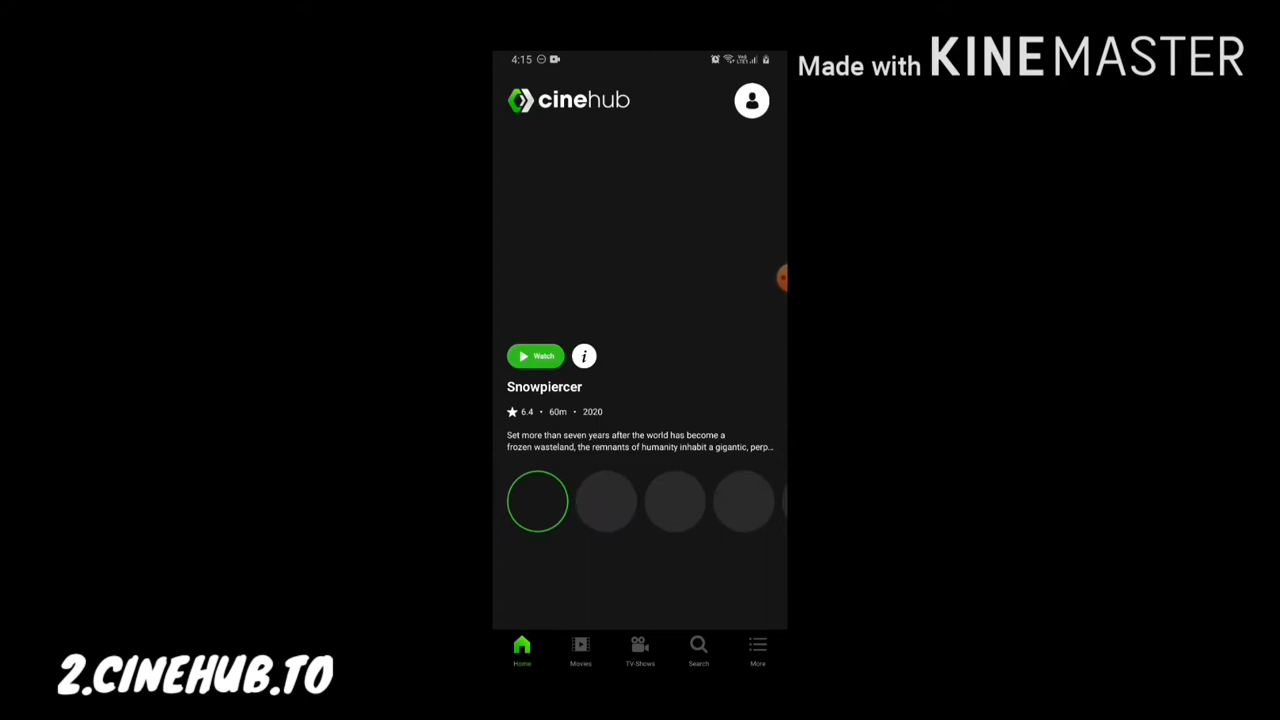 Made with KINEMASTER
4:15
cinehub
Watch
i
Snowpiercer
6.4 • 60m • 2020
Set more than seven years after the world has become a
frozen wasteland, the remnants of humanity inhabit a gigantic, perp...
Home Movies TV-Shows Search More
2.CINEHUB.TO